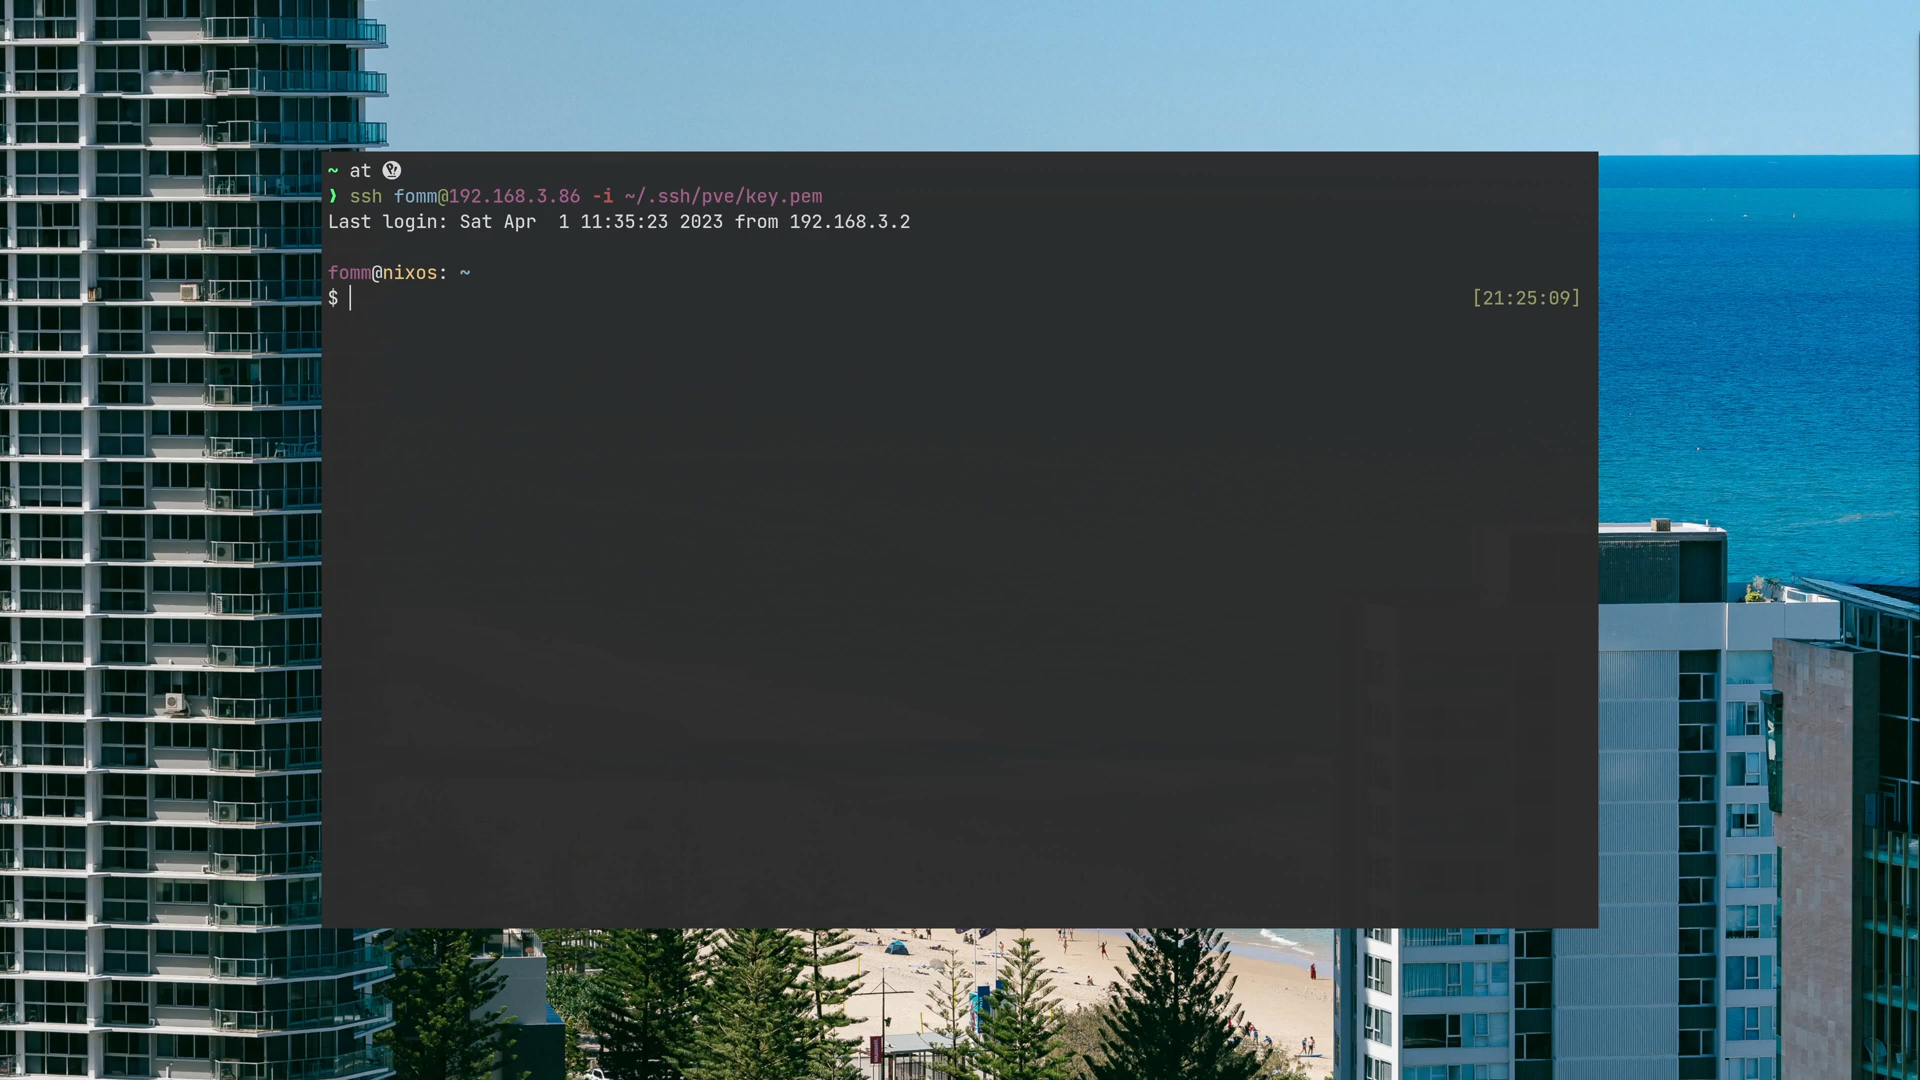 ~ at
❯ ssh fomm@192.168.3.86 -i ~/.ssh/pve/key.pem
Last login: Sat Apr  1 11:35:23 2023 from 192.168.3.2
fomm@nixos: ~
$ [21:25:09]